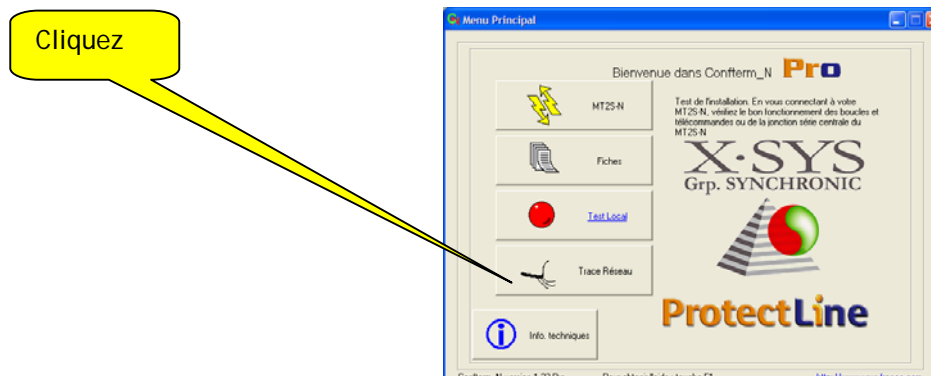 Cliquez
Menu Principal
Bienvenue dans Confterm_N Pro
MT2S-N
Test de l'installation. En vous connectant à votre
MT2S-N, vérifiez le bon fonctionnement des boucles et
télécommandes ou de la jonction série centrale du
MT2S-N
Fiches
X·SYS
Grp. SYNCHRONIC
Test Local
Trace Réseau
ProtectLine
Info. techniques